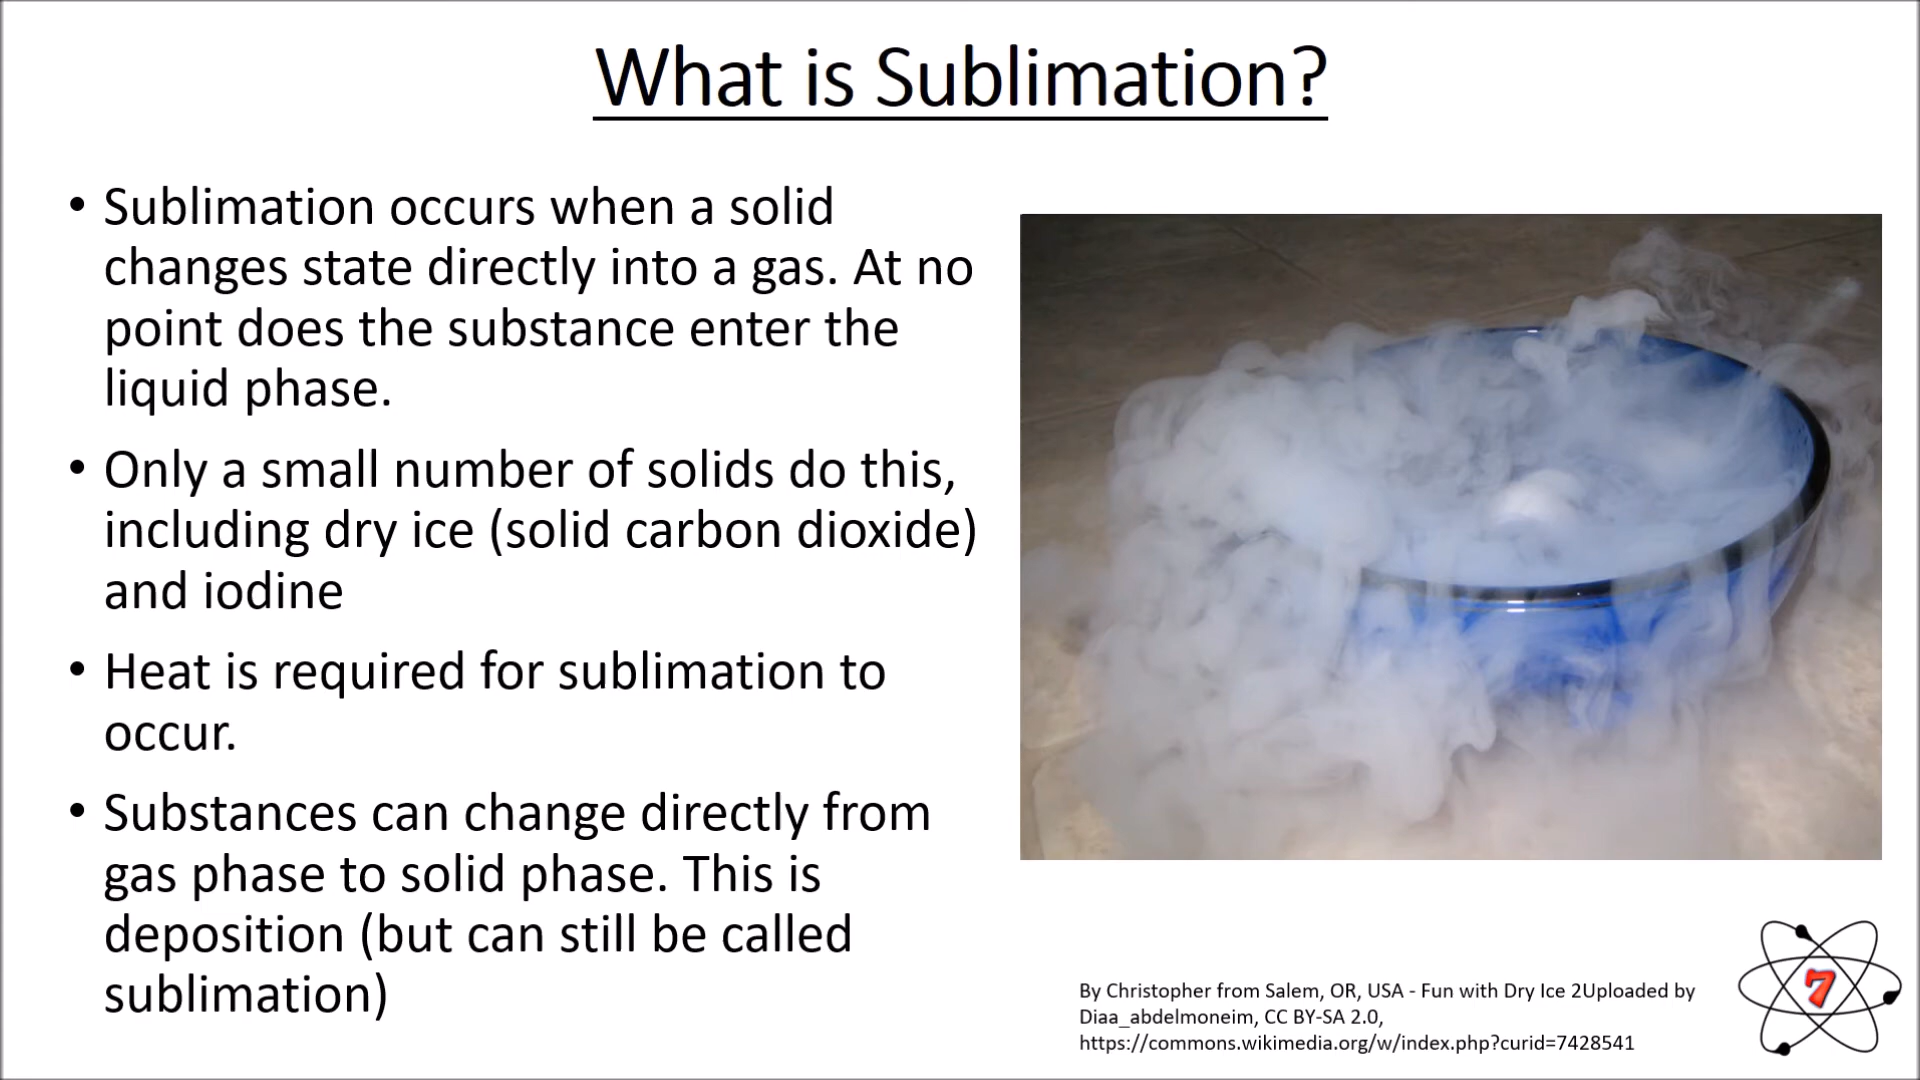 What is Sublimation?
• Sublimation occurs when a solid
changes state directly into a gas. At no
point does the substance enter the
liquid phase.
• Only a small number of solids do this,
including dry ice (solid carbon dioxide)
and iodine
• Heat is required for sublimation to
occur.
• Substances can change directly from
gas phase to solid phase. This is
deposition (but can still be called
sublimation)
By Christopher from Salem, OR, USA - Fun with Dry Ice 2Uploaded by
Diaa_abdelmoneim, CC BY-SA 2.0,
https://commons.wikimedia.org/w/index.php?curid=7428541
7